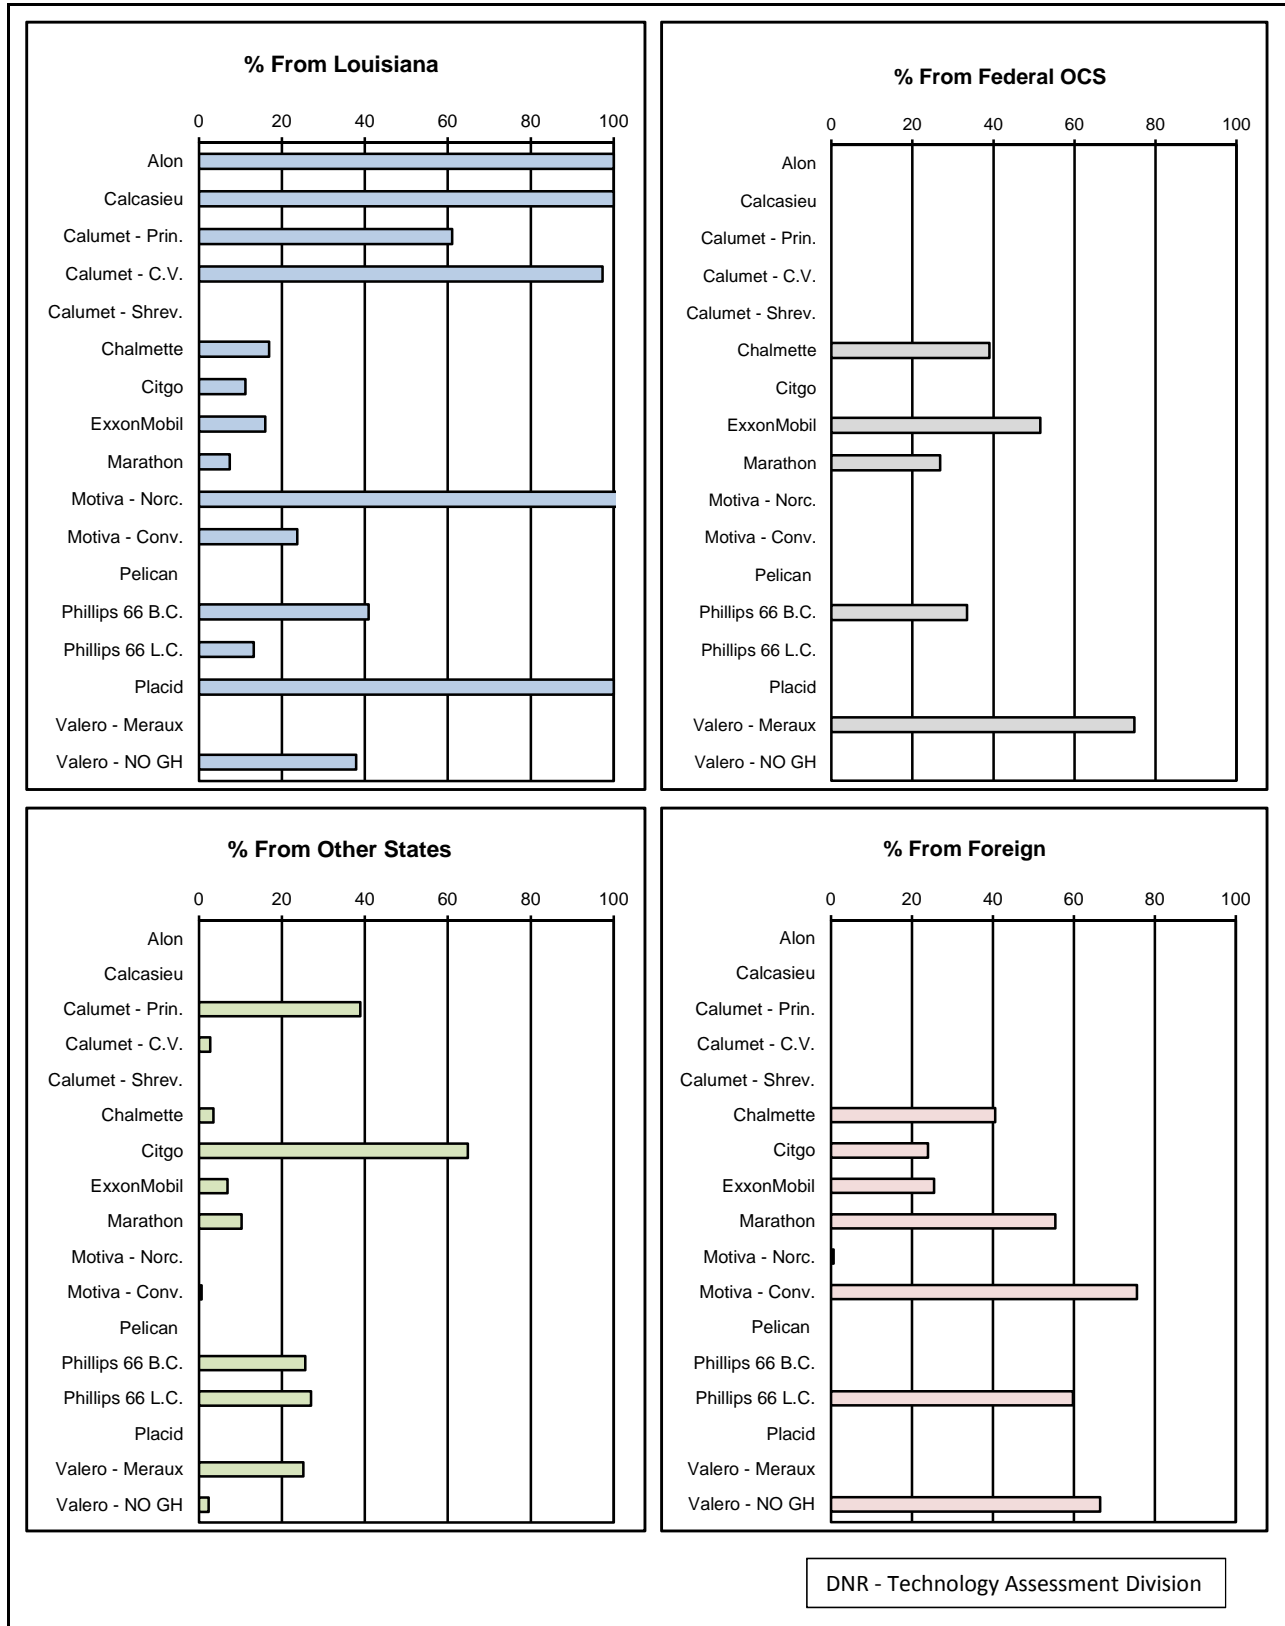 % From Louisiana
0 20 40 60 80 100
Alon
Calcasieu
Calumet - Prin.
Calumet - C.V.
Calumet - Shrev.
Chalmette
Citgo
ExxonMobil
Marathon
Motiva - Norc.
Motiva - Conv.
Pelican
Phillips 66 B.C.
Phillips 66 L.C.
Placid
Valero - Meraux
Valero - NO GH
% From Federal OCS
0 20 40 60 80 100
Alon
Calcasieu
Calumet - Prin.
Calumet - C.V.
Calumet - Shrev.
Chalmette
Citgo
ExxonMobil
Marathon
Motiva - Norc.
Motiva - Conv.
Pelican
Phillips 66 B.C.
Phillips 66 L.C.
Placid
Valero - Meraux
Valero - NO GH
% From Other States
0 20 40 60 80 100
Alon
Calcasieu
Calumet - Prin.
Calumet - C.V.
Calumet - Shrev.
Chalmette
Citgo
ExxonMobil
Marathon
Motiva - Norc.
Motiva - Conv.
Pelican
Phillips 66 B.C.
Phillips 66 L.C.
Placid
Valero - Meraux
Valero - NO GH
% From Foreign
0 20 40 60 80 100
Alon
Calcasieu
Calumet - Prin.
Calumet - C.V.
Calumet - Shrev.
Chalmette
Citgo
ExxonMobil
Marathon
Motiva - Norc.
Motiva - Conv.
Pelican
Phillips 66 B.C.
Phillips 66 L.C.
Placid
Valero - Meraux
Valero - NO GH
DNR - Technology Assessment Division